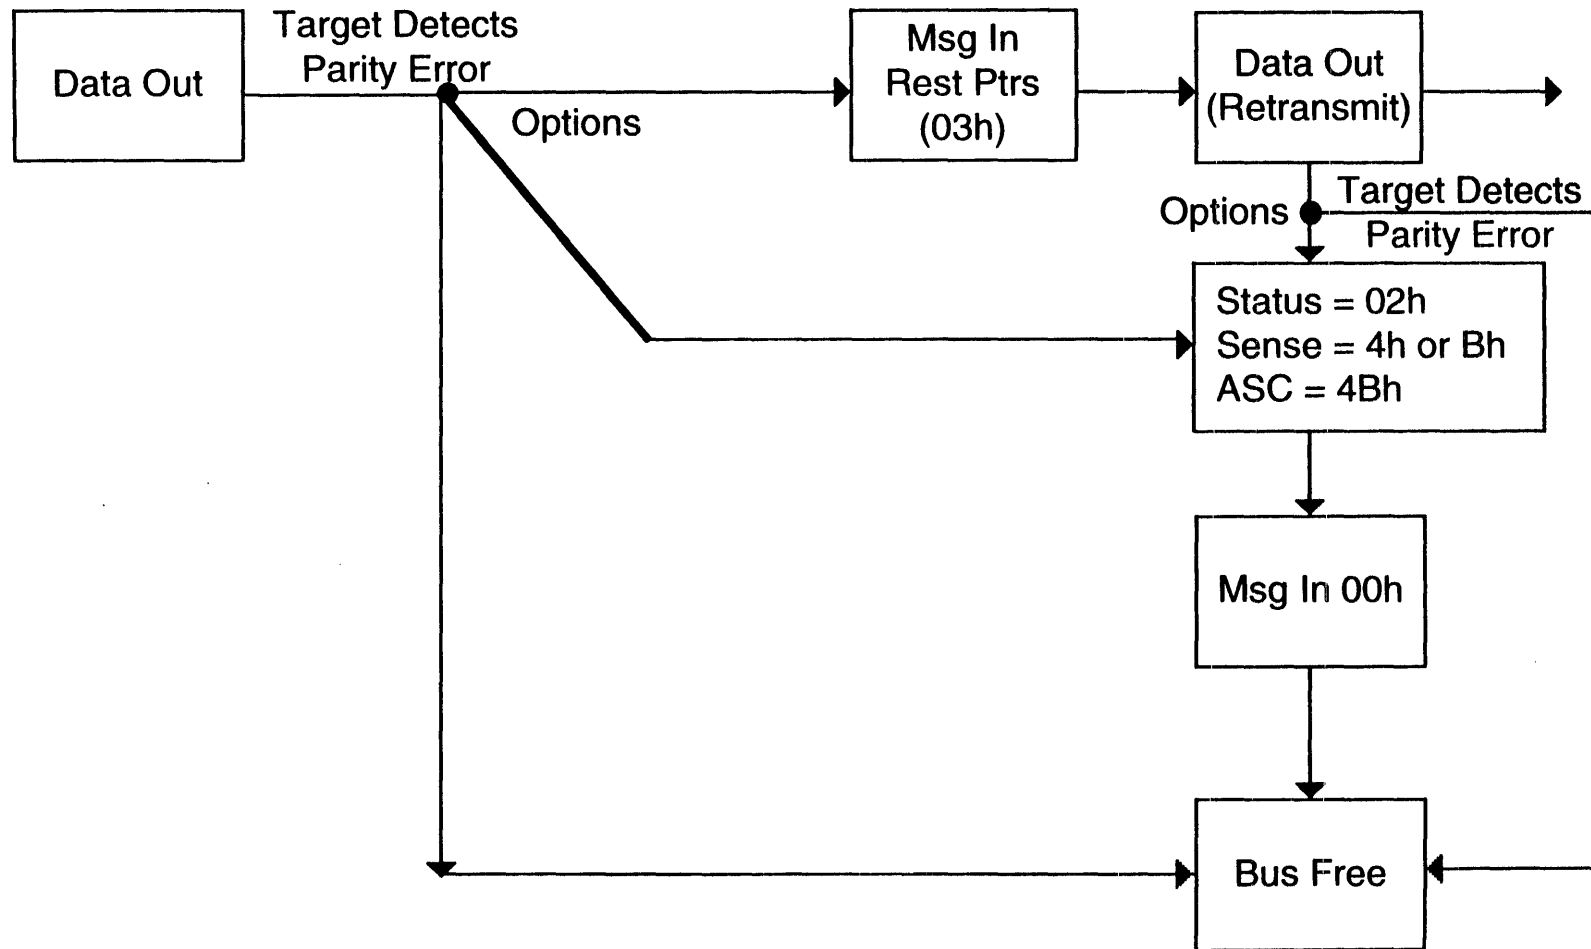 Data Out
Target Detects
Parity Error
Options
Msg In
Rest Ptrs
(03h)
Data Out
(Retransmit)
Options
Target Detects
Parity Error
Status = 02h
Sense = 4h or Bh
ASC = 4Bh
Msg In 00h
Bus Free